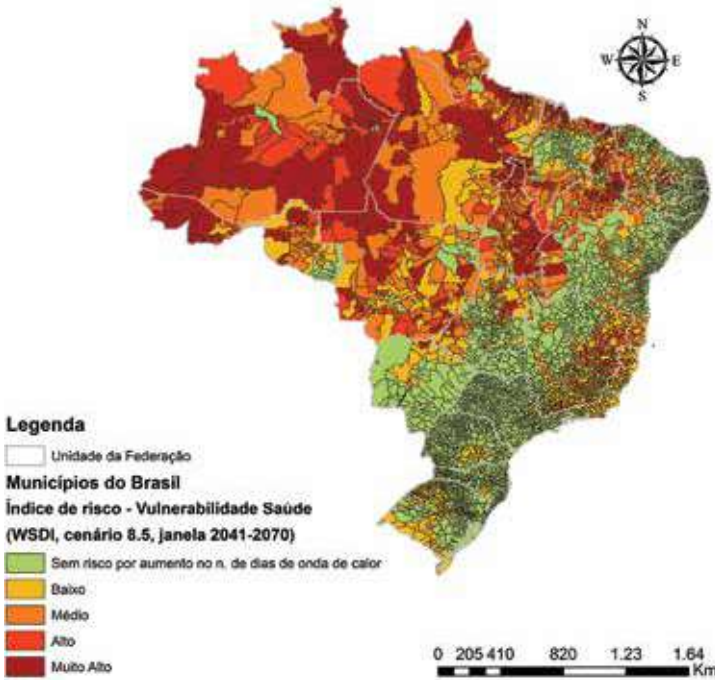 N
W E
S
Legenda
Unidade da Federação
Municípios do Brasil
Índice de risco - Vulnerabilidade Saúde
(WSDI, cenário 8.5, janela 2041-2070)
Sem risco por aumento no n. de dias de onda de calor
Baixo
Médio
Alto
Muito Alto
0 205 410 820 1.23 1.64
Km